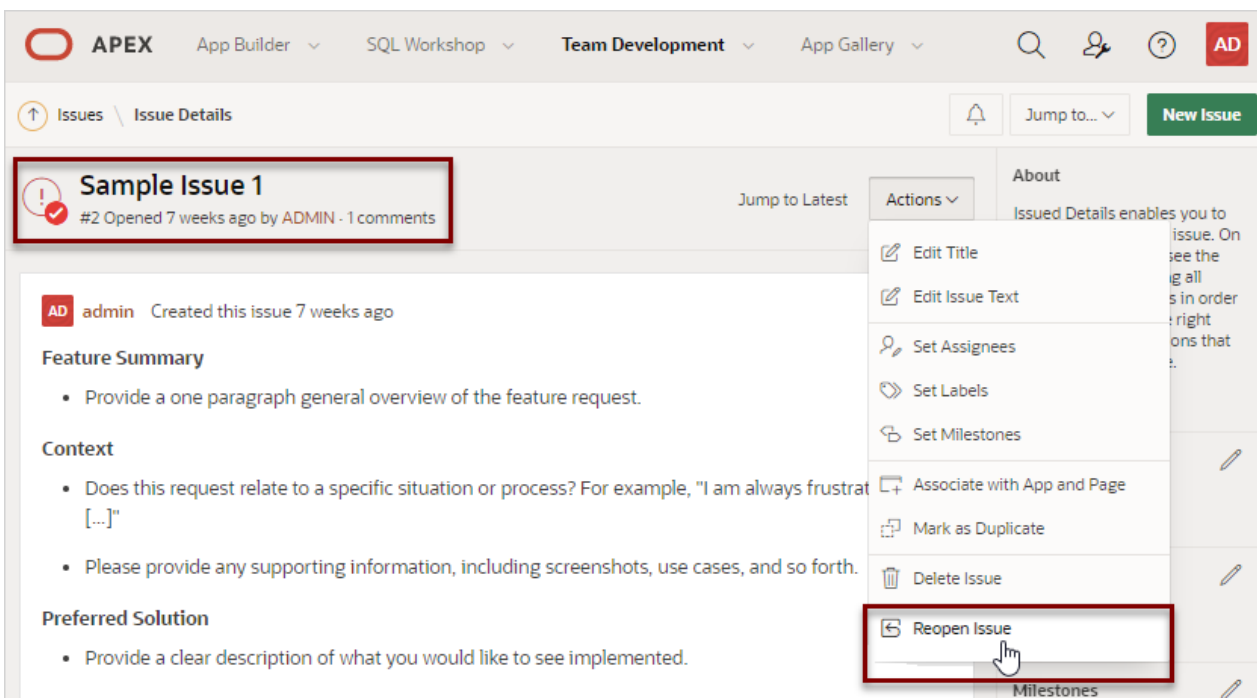 APEX App Builder SQL Workshop Team Development App Gallery AD
Issues \ Issue Details
Jump to...
New Issue
Sample Issue 1
#2 Opened 7 weeks ago by ADMIN - 1 comments
Jump to Latest
Actions
Edit Title
Edit Issue Text
Set Assignees
Set Labels
Set Milestones
Associate with App and Page
Mark as Duplicate
Delete Issue
Reopen Issue
AD admin Created this issue 7 weeks ago
Feature Summary
• Provide a one paragraph general overview of the feature request.
Context
• Does this request relate to a specific situation or process? For example, "I am always
[...]"
• Please provide any supporting information, including screenshots, use cases, and so forth.
Preferred Solution
• Provide a clear description of what you would like to see implemented.
About
Issued Details enables you to
issue. On
see the
all
in order
right
that
Milestones